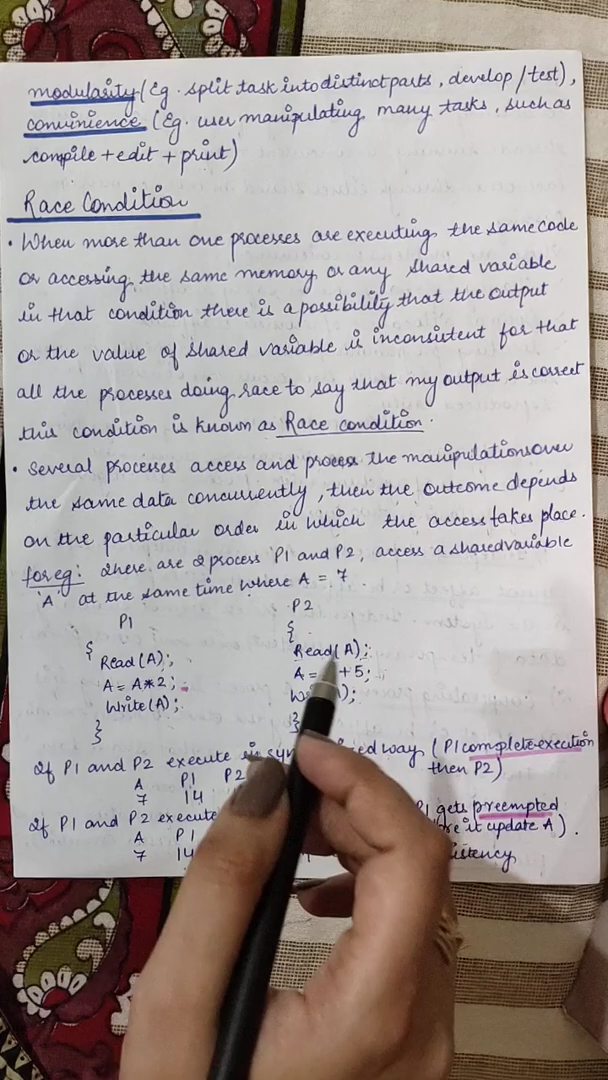 modularity (Eg. split task into distinct parts, develop/test),
convinience (Eg. user manipulating many tasks, such as
compile + edit + print)
Race Condition
• When more than one processes are executing the same code
or accessing the same memory or any shared variable
in that condition there is a possibility that the output
or the value of shared variable is inconsistent for that
all the processes doing race to say that my output is correct
this condition is known as Race condition.
• Several processes access and process the manipulations over
the same data concurrently, then the outcome depends
on the particular order in which the access takes place.
for eg: there are 2 process P1 and P2, access a shared variable
'A' at the same time where A = 7.
P1 P2
{ {
Read(A); Read(A);
A = A*2; A = +5;
Write(A);
} }
If P1 and P2 execute in way (P1 complete execution
then P2)
A P1 P2
7 14
If P1 and P2 execute P1 gets preempted
it update A).
A P1
7 14